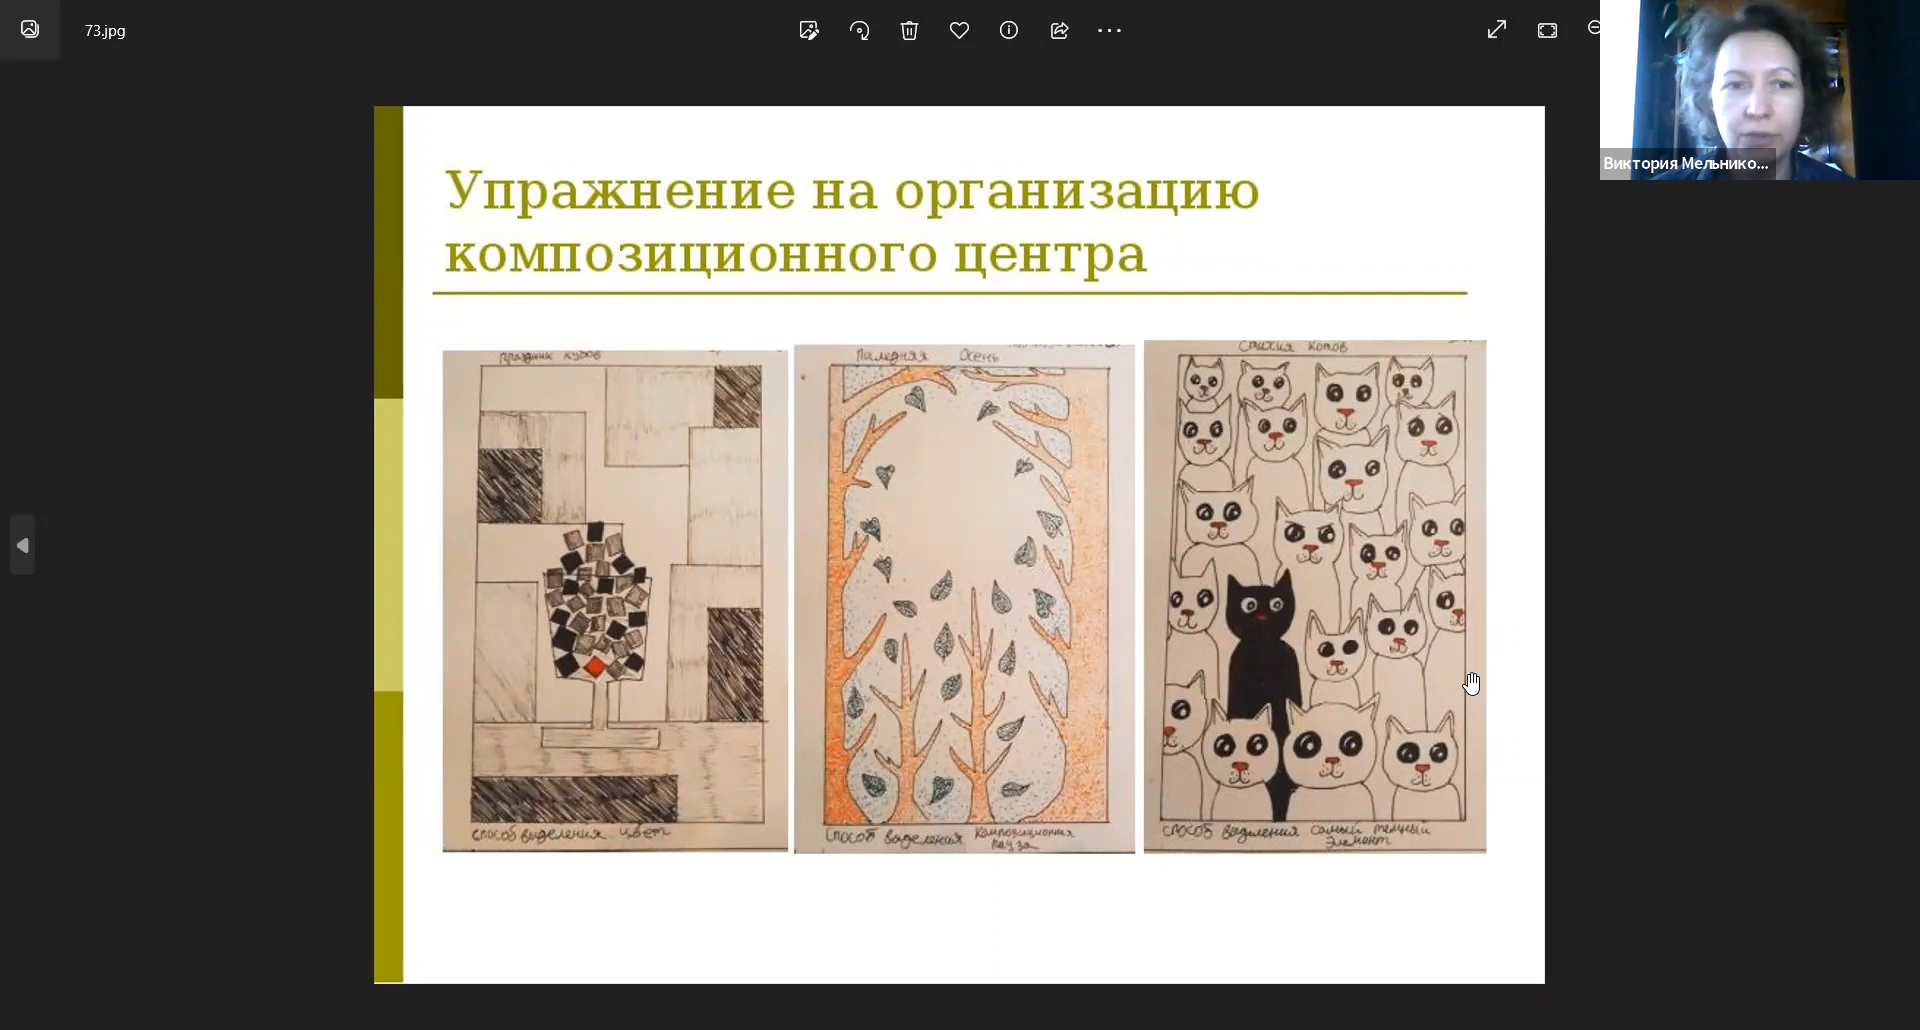 73.jpg
Виктория Мельнико...
Упражнение на организацию
композиционного центра
Праздник кубов
Последняя Осень
Стихия котов
способ выделения цвет
Способ выделения композиционная
пауза
способ выделения самый темный
элемент